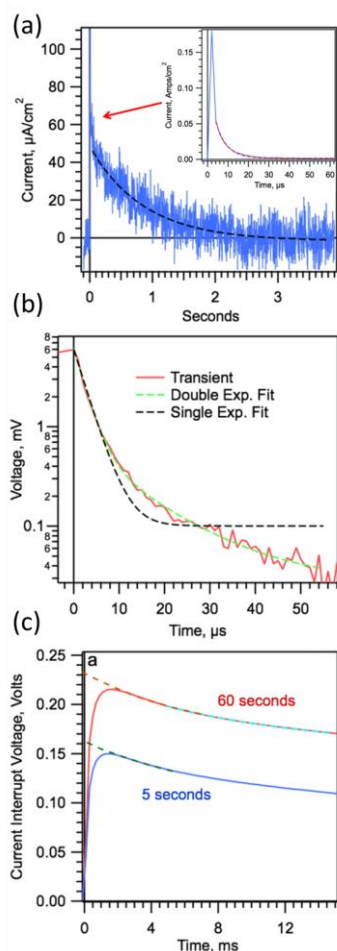 (a)
100
80
60
40
20
0
Current, µA/cm²
0
1
2
3
Seconds
0.15
0.10
0.05
0.00
Current, Amps/cm²
0
10
20
30
40
50
60
Time, µs
(b)
8
6
4
2
1
8
6
4
2
0.1
8
6
4
Voltage, mV
Transient
Double Exp. Fit
Single Exp. Fit
0
10
20
30
40
50
Time, µs
(c)
a
0.25
0.20
0.15
0.10
0.05
0.00
Current Interrupt Voltage, Volts
60 seconds
5 seconds
0
4
8
12
Time, ms